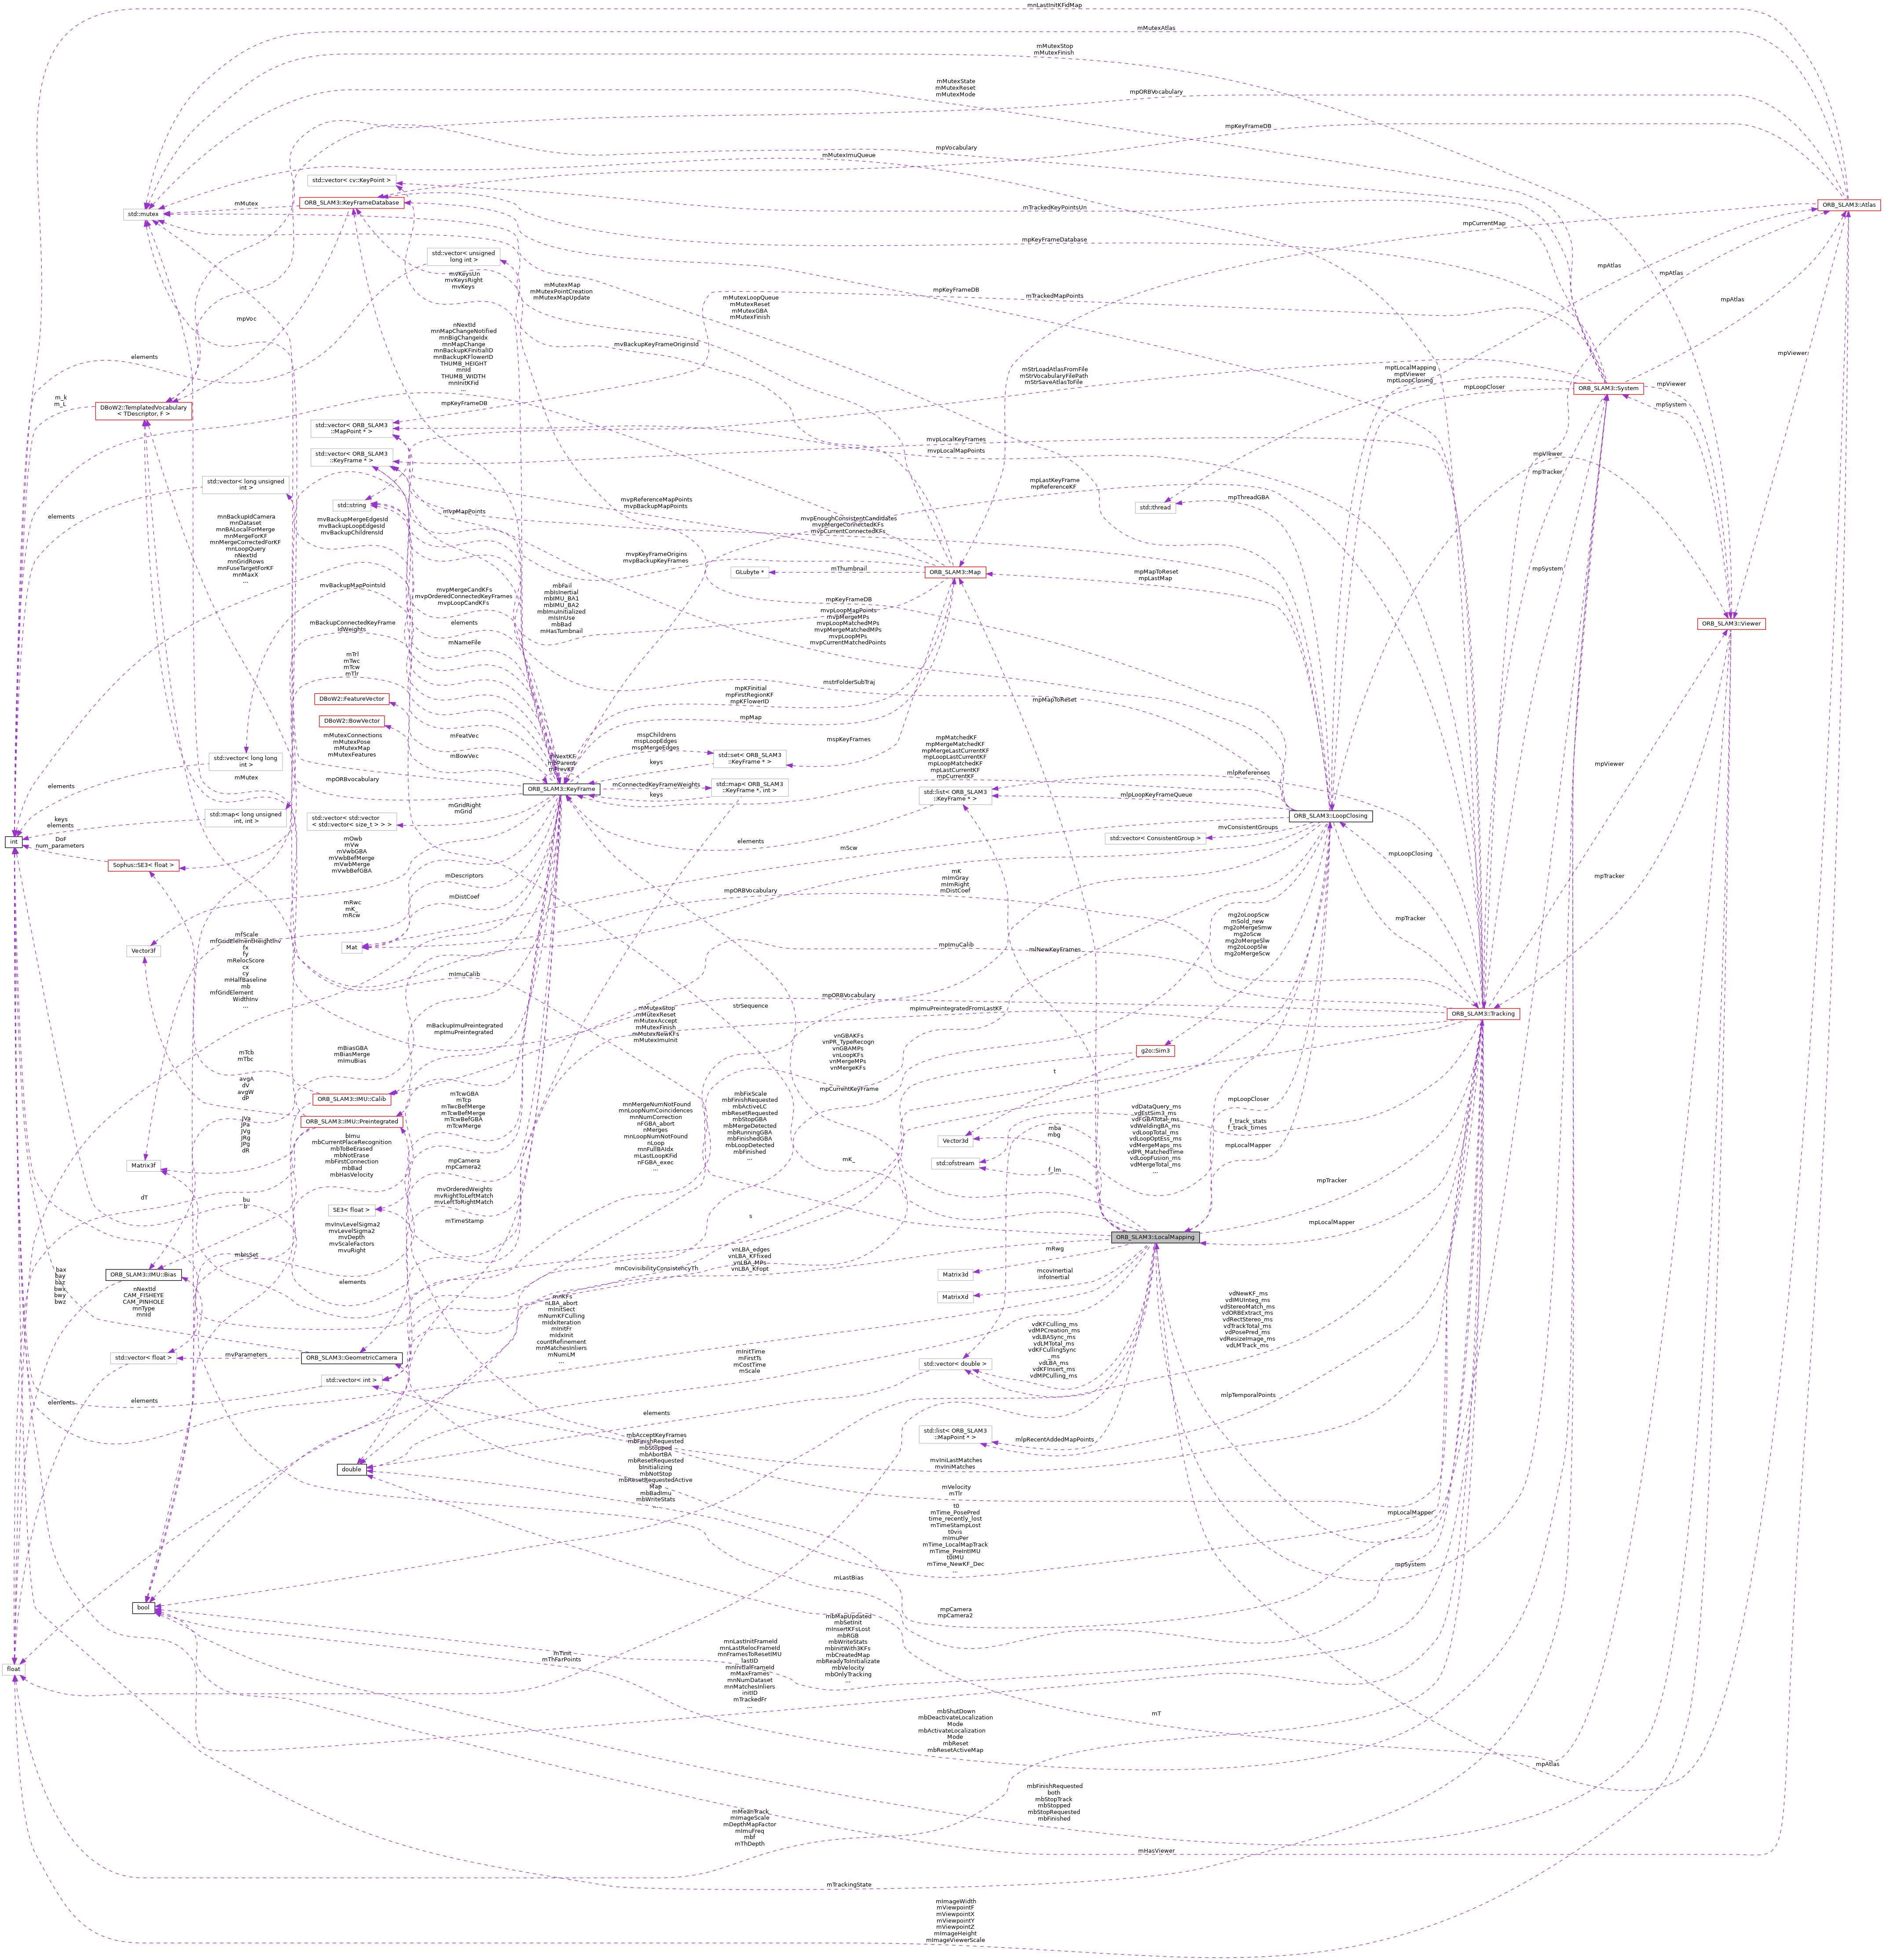 mnLastInitKFidMap
mMutexAtlas
mMutexStop
mMutexFinish
mMutexState
mMutexReset
mMutexMode
mpORBVocabulary
mpKeyFrameDB
mpVocabulary
mMutexImuQueue
std::vector< cv::KeyPoint >
ORB_SLAM3::KeyFrameDatabase
mMutex
std::mutex
mTrackedKeyPointsUn
ORB_SLAM3::Atlas
mpCurrentMap
mpKeyFrameDatabase
std::vector< unsigned
long int >
mvKeysUn
mvKeysRight
mvKeys
mMutexMap
mMutexPointCreation
mMutexMapUpdate
mpKeyFrameDB
mTrackedMapPoints
mpAtlas
mpAtlas
mpAtlas
mMutexLoopQueue
mMutexReset
mMutexGBA
mMutexFinish
mpVoc
nNextId
mnMapChangeNotified
mnBigChangeIdx
mnMapChange
mnBackupKFinitialID
mnBackupKFlowerID
THUMB_HEIGHT
mnId
THUMB_WIDTH
mnInitKFid
...
mvBackupKeyFrameOriginsId
elements
mpViewer
mStrLoadAtlasFromFile
mStrVocabularyFilePath
mStrSaveAtlasToFile
mptLocalMapping
mptViewer
mptLoopClosing
ORB_SLAM3::System
mpLoopCloser
mpViewer
mpSystem
m_k
m_L
DBoW2::TemplatedVocabulary
< TDescriptor, F >
mpKeyFrameDB
std::vector< ORB_SLAM3
::MapPoint * >
mvpLocalKeyFrames
mvpLocalMapPoints
std::vector< ORB_SLAM3
::KeyFrame * >
mpViewer
mpTracker
std::vector< long unsigned
int >
std::string
mvpReferenceMapPoints
mvpBackupMapPoints
mpLastKeyFrame
mpReferenceKF
mpThreadGBA
std::thread
mvpMapPoints
mnBackupIdCamera
mnDataset
mnBALocalForMerge
mnMergeForKF
mnMergeCorrectedForKF
mnLoopQuery
nNextId
mnGridRows
mnFuseTargetForKF
mnMaxX
...
elements
mvBackupMergeEdgesId
mvBackupLoopEdgesId
mvBackupChildrensId
mvpEnoughConsistentCandidates
mvpMergeConnectedKFs
mvpCurrentConnectedKFs
mvpKeyFrameOrigins
mvpBackupKeyFrames
mThumbnail
GLubyte *
ORB_SLAM3::Map
mpMapToReset
mpLastMap
mpSystem
mvBackupMapPointsId
mvpMergeCandKFs
mvpOrderedConnectedKeyFrames
mvpLoopCandKFs
mbFail
mbIsInertial
mbIMU_BA1
mbIMU_BA2
mbImuInitialized
mIsInUse
mbBad
mHasTumbnail
mpKeyFrameDB
mvpLoopMapPoints
mvpMergeMPs
mvpLoopMatchedMPs
mvpMergeMatchedMPs
mvpLoopMPs
mvpCurrentMatchedPoints
ORB_SLAM3::Viewer
mBackupConnectedKeyFrame
IdWeights
elements
mNameFile
mTrl
mTwc
mTcw
mTlr
mstrFolderSubTraj
mpMapToReset
DBoW2::FeatureVector
mpKFinitial
mpFirstRegionKF
mpKFlowerID
mpMap
DBoW2::BowVector
mFeatVec
mMutexConnections
mMutexPose
mMutexMap
mMutexFeatures
mBowVec
mspChildrens
mspLoopEdges
mspMergeEdges
std::set< ORB_SLAM3
::KeyFrame * >
mspKeyFrames
mpMatchedKF
mpMergeMatchedKF
mpMergeLastCurrentKF
mpLoopLastCurrentKF
mpLoopMatchedKF
mpLastCurrentKF
mpCurrentKF
std::vector< long long
int >
mNextKF
mpParent
mPrevKF
keys
mpViewer
mMutex
mpORBvocabulary
ORB_SLAM3::KeyFrame
mConnectedKeyFrameWeights
std::map< ORB_SLAM3
::KeyFrame *, int >
keys
std::list< ORB_SLAM3
::KeyFrame * >
mlpReferences
mlpLoopKeyFrameQueue
elements
mGridRight
mGrid
std::vector< std::vector
< std::vector< size_t > > >
std::map< long unsigned
int, int >
keys
elements
ORB_SLAM3::LoopClosing
std::vector< ConsistentGroup >
mvConsistentGroups
int
DoF
num_parameters
Sophus::SE3< float >
mOwb
mVw
mVwbGBA
mVwbBefMerge
mVwbMerge
mVwbBefGBA
elements
mScw
mpLoopClosing
mDescriptors
mpORBVocabulary
mK
mImGray
mImRight
mDistCoef
mpTracker
mDistCoef
mRwc
mK_
mRcw
mg2oLoopScw
mSold_new
mg2oMergeSmw
mg2oScw
mg2oMergeSlw
mg2oLoopSlw
mg2oMergeScw
mpTracker
Vector3f
Mat
mfScale
mfGridElementHeightInv
fx
fy
mRelocScore
cx
cy
mHalfBaseline
mb
mfGridElement
WidthInv
...
mImuCalib
mpImuCalib
mlNewKeyFrames
strSequence
mpORBVocabulary
mpImuPreintegratedFromLastKF
ORB_SLAM3::Tracking
mMutexStop
mMutexReset
mMutexAccept
mMutexFinish
mMutexNewKFs
mMutexImuInit
mBackupImuPreintegrated
mpImuPreintegrated
vnGBAKFs
vnPR_TypeRecogn
vnGBAMPs
vnLoopKFs
vnMergeMPs
vnMergeKFs
g2o::Sim3
mTcb
mTbc
mBiasGBA
mBiasMerge
mImuBias
t
avgA
dV
avgW
dP
ORB_SLAM3::IMU::Calib
mTcwGBA
mTcp
mTwcBefMerge
mTcwBefMerge
mTcwBefGBA
mTcwMerge
mnMergeNumNotFound
mnLoopNumCoincidences
mnNumCorrection
nFGBA_abort
nMerges
mnLoopNumNotFound
nLoop
mnFullBAIdx
mLastLoopKFid
nFGBA_exec
...
mbFixScale
mbFinishRequested
mbActiveLC
mbResetRequested
mbStopGBA
mbMergeDetected
mbRunningGBA
mbFinishedGBA
mbLoopDetected
mbFinished
...
mpCurrentKeyFrame
mpLoopCloser
JVa
JPa
JVg
JRg
JPg
dR
ORB_SLAM3::IMU::Preintegrated
vdDataQuery_ms
vdEstSim3_ms
vdFGBATotal_ms
vdWeldingBA_ms
vdLoopTotal_ms
vdLoopOptEss_ms
vdMergeMaps_ms
vdPR_MatchedTime
vdLoopFusion_ms
vdMergeTotal_ms
...
f_track_stats
f_track_times
mba
mbg
Vector3d
mpLocalMapper
bImu
mbCurrentPlaceRecognition
mbToBeErased
mbNotErase
mbFirstConnection
mbBad
mbHasVelocity
Matrix3f
mpCamera
mpCamera2
mK_
std::ofstream
f_lm
mpTracker
dT
bu
b
SE3< float >
mvOrderedWeights
mvRightToLeftMatch
mvLeftToRightMatch
mTimeStamp
s
mpLocalMapper
mvInvLevelSigma2
mvLevelSigma2
mvDepth
mvScaleFactors
mvuRight
ORB_SLAM3::LocalMapping
mbIsSet
vnLBA_edges
vnLBA_KFfixed
vnLBA_MPs
vnLBA_KFopt
mRwg
Matrix3d
mnCovisibilityConsistencyTh
bax
bay
baz
bwx
bwy
bwz
ORB_SLAM3::IMU::Bias
elements
mcovInertial
infoInertial
MatrixXd
nNextId
CAM_FISHEYE
CAM_PINHOLE
mnType
mnId
mnKFs
nLBA_abort
mInitSect
mNumKFCulling
mIdxIteration
mInitFr
mIdxInit
countRefinement
mnMatchesInliers
mNumLM
...
vdNewKF_ms
vdIMUInteg_ms
vdStereoMatch_ms
vdORBExtract_ms
vdRectStereo_ms
vdTrackTotal_ms
vdPosePred_ms
vdResizeImage_ms
vdLMTrack_ms
vdKFCulling_ms
vdMPCreation_ms
vdLBASync_ms
vdLMTotal_ms
vdKFCullingSync
_ms
vdLBA_ms
vdKFInsert_ms
vdMPCulling_ms
std::vector< float >
mvParameters
ORB_SLAM3::GeometricCamera
mInitTime
mFirstTs
mCostTime
mScale
std::vector< double >
std::vector< int >
mpTracker
elements
elements
elements
mlpTemporalPoints
mlpRecentAddedMapPoints
std::list< ORB_SLAM3
::MapPoint * >
double
mbAcceptKeyFrames
mbFinishRequested
mbStopped
mbAbortBA
mbResetRequested
bInitializing
mbNotStop
mbResetRequestedActive
Map
mbBadImu
mbWriteStats
mvIniLastMatches
mvIniMatches
mVelocity
mTlr
t0
mTime_PosePred
time_recently_lost
mTimeStampLost
t0vis
mImuPer
mTime_LocalMapTrack
mTime_PreIntIMU
t0IMU
mTime_NewKF_Dec
...
mpLocalMapper
mpSystem
mLastBias
bool
mpCamera
mpCamera2
mbMapUpdated
mbSetInit
mInsertKFsLost
mbRGB
mbWriteStats
mbInitWith3KFs
mbCreatedMap
mbReadyToInitializate
mbVelocity
mbOnlyTracking
...
float
mTinit
mThFarPoints
mnLastInitFrameId
mnLastRelocFrameId
mnFramesToResetIMU
lastID
mnInitialFrameId
mMaxFrames
mnNumDataset
mnMatchesInliers
initID
mTrackedFr
...
mbShutDown
mbDeactivateLocalization
Mode
mbActivateLocalization
Mode
mbReset
mbResetActiveMap
mT
mpAtlas
mbFinishRequested
both
mbStopTrack
mbStopped
mbStopRequested
mbFinished
mMeanTrack
mImageScale
mDepthMapFactor
mImuFreq
mbf
mThDepth
mHasViewer
mTrackingState
mImageWidth
mViewpointF
mViewpointX
mViewpointY
mViewpointZ
mImageHeight
mImageViewerScale